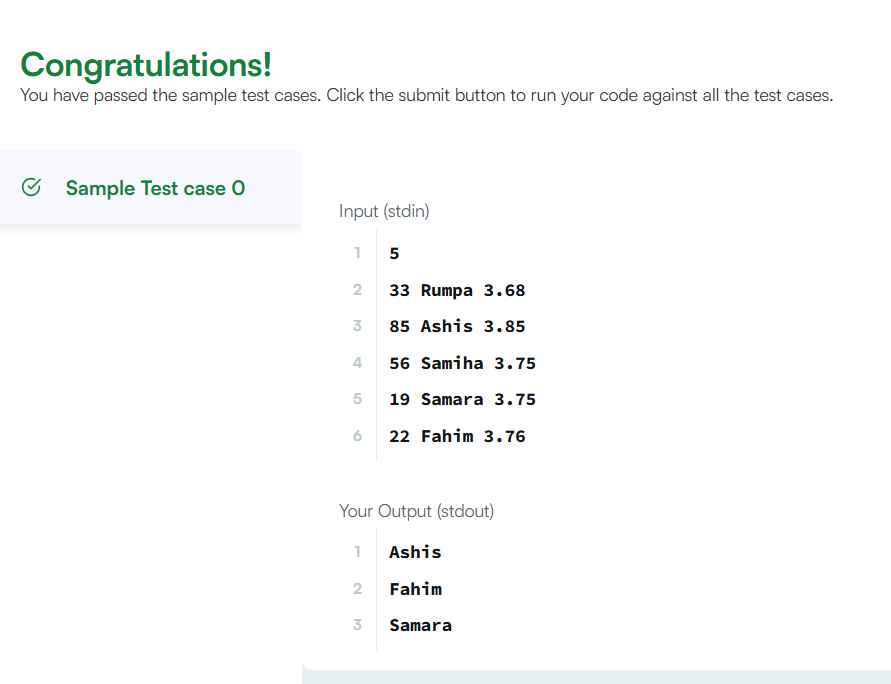 Congratulations!
You have passed the sample test cases. Click the submit button to run your code against all the test cases.
Sample Test case 0
Input (stdin)
1 5
2 33 Rumpa 3.68
3 85 Ashis 3.85
4 56 Samiha 3.75
5 19 Samara 3.75
6 22 Fahim 3.76
Your Output (stdout)
1 Ashis
2 Fahim
3 Samara